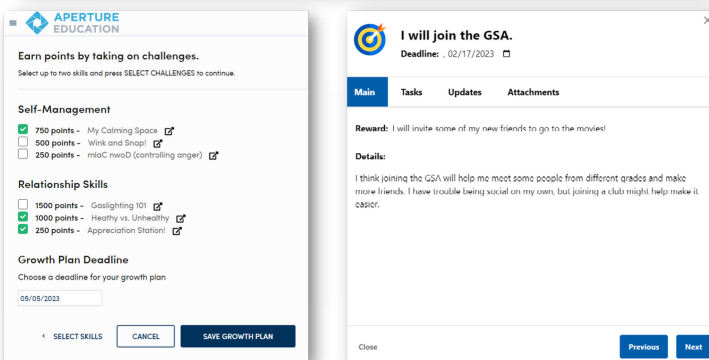 APERTURE
EDUCATION
Earn points by taking on challenges.
Select up to two skills and press SELECT CHALLENGES to continue.
Self-Management
750 points - My Calming Space
500 points - Wink and Snap!
250 points - mlaC nwoD (controlling anger)
Relationship Skills
1500 points - Gaslighting 101
1000 points - Heathy vs. Unhealthy
250 points - Appreciation Station!
Growth Plan Deadline
Choose a deadline for your growth plan
05/05/2023
< SELECT SKILLS CANCEL SAVE GROWTH PLAN
I will join the GSA.
Deadline: , 02/17/2023
Main Tasks Updates Attachments
Reward: I will invite some of my new friends to go to the movies!
Details:
I think joining the GSA will help me meet some people from different grades and make
more friends. I have trouble being social on my own, but joining a club might help make it
easier.
Close Previous Next